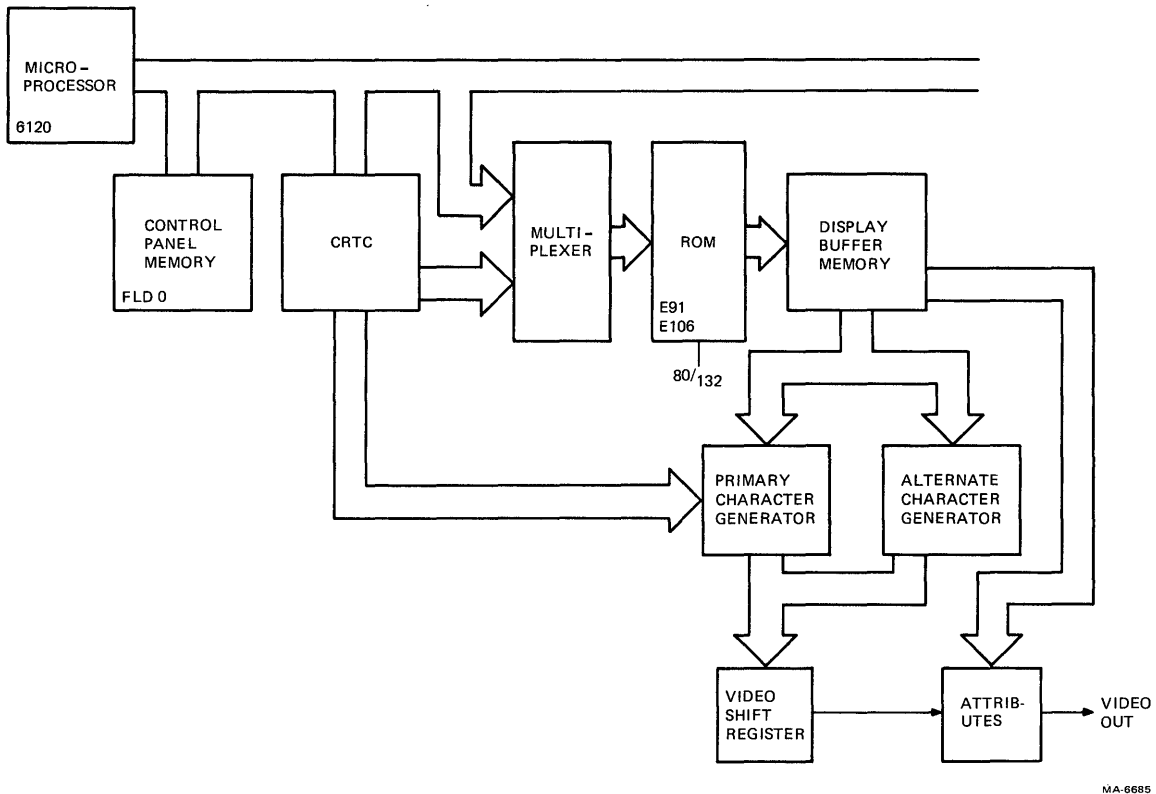 MICRO-
PROCESSOR
6120
CONTROL
PANEL
MEMORY
FLD 0
CRTC
MULTI-
PLEXER
ROM
E91
E106
80/132
DISPLAY
BUFFER
MEMORY
PRIMARY
CHARACTER
GENERATOR
ALTERNATE
CHARACTER
GENERATOR
VIDEO
SHIFT
REGISTER
ATTRIB-
UTES
VIDEO
OUT
MA-6685